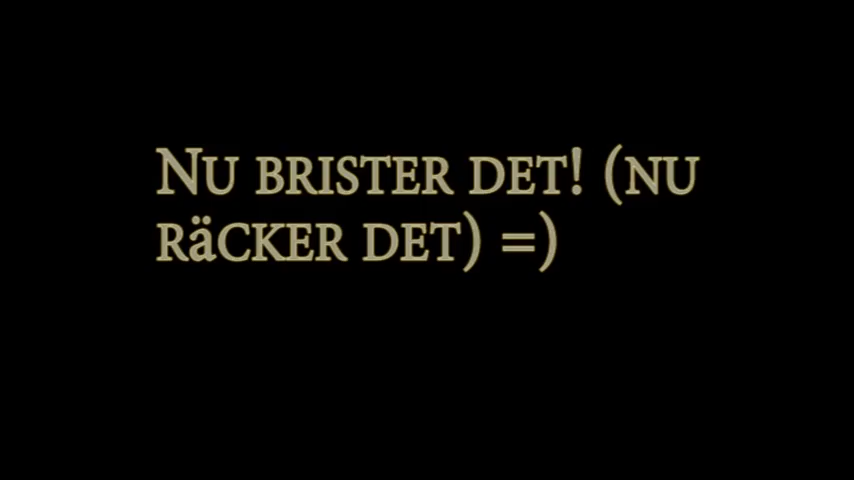 Nu brister det! (nu
räcker det) =)